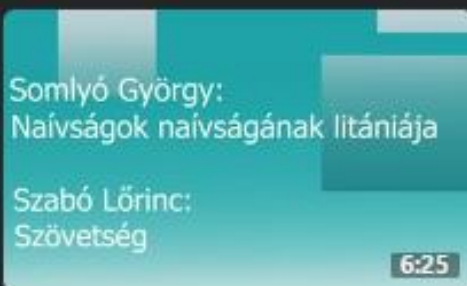 Somlyó György:
Naívságok naívságának litániája
Szabó Lőrinc:
Szövetség
6:25